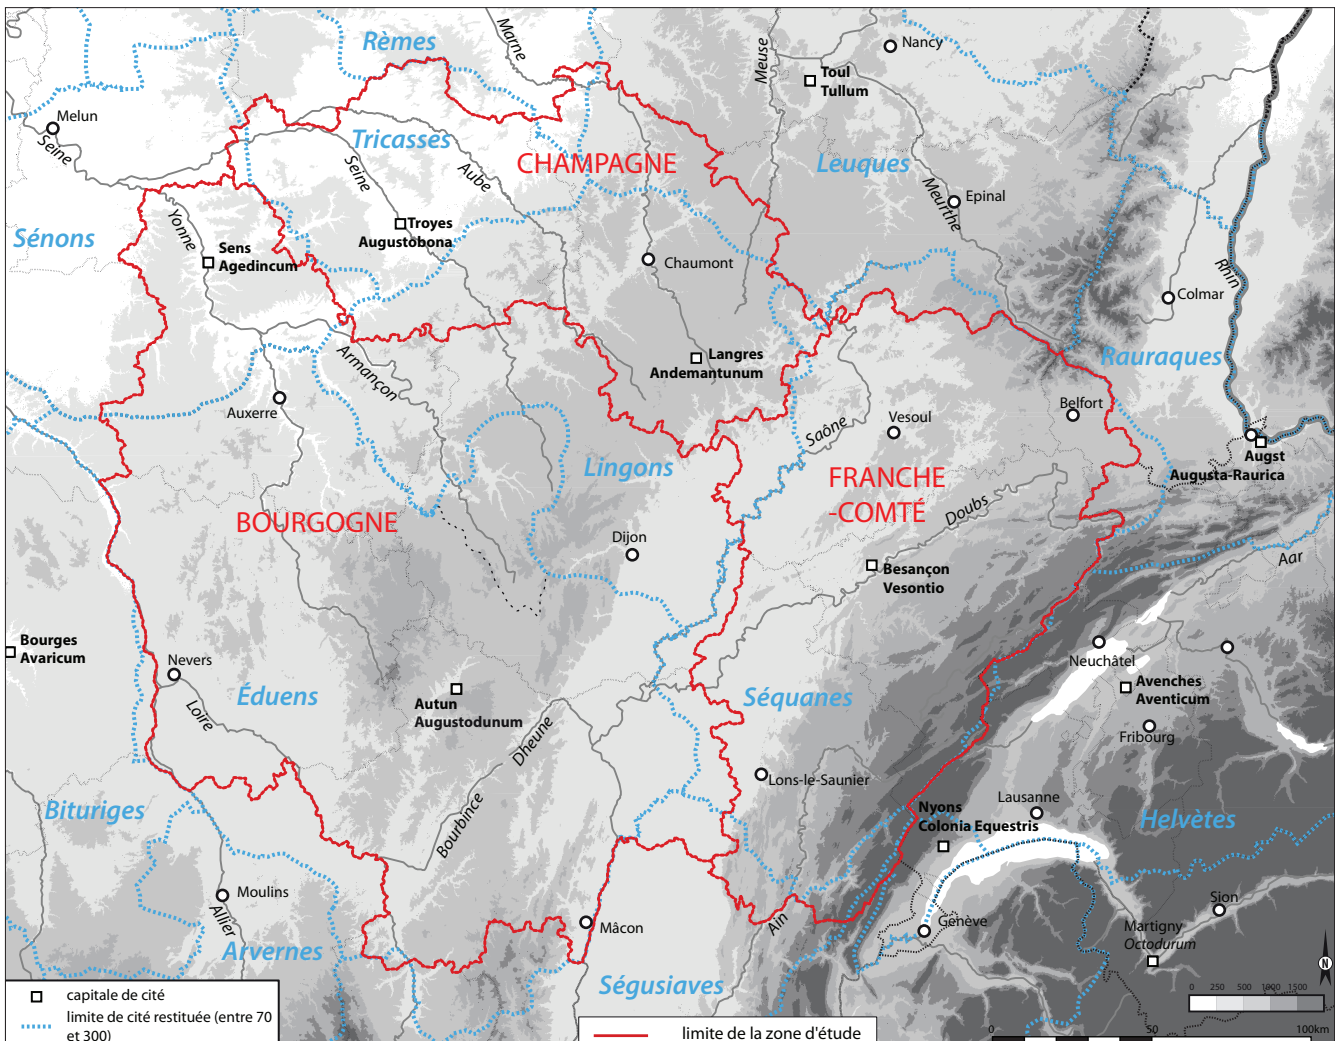 Rèmes
Marne
Meuse
Nancy
Toul
Tullum
Melun
Seine
Tricasses
Seine
Aube
CHAMPAGNE
Leuques
Meurthe
Epinal
Yonne
Sénons
Sens
Agedincum
Troyes
Augustobona
Chaumont
Rhin
Colmar
Armançon
Langres
Andemantunum
Rauraques
Auxerre
Saône
Vesoul
Belfort
Augst
Augusta-Raurica
Lingons
FRANCHE
-COMTÉ
BOURGOGNE
Doubs
Dijon
Besançon
Vesontio
Aar
Bourges
Avaricum
Nevers
Neuchâtel
Avenches
Aventicum
Éduens
Loire
Autun
Augustodunum
Dheune
Séquanes
Fribourg
Lons-le-Saunier
Bourbince
Bituriges
Nyons
Colonia Equestris
Lausanne
Helvètes
Moulins
Allier
Arvernes
Mâcon
Ain
Genève
Sion
Martigny
Octodurum
Ségusiaves
N
capitale de cité
limite de cité restituée (entre 70
et 300)
limite de la zone d'étude
0 250 500 1000 1500
0 50 100km